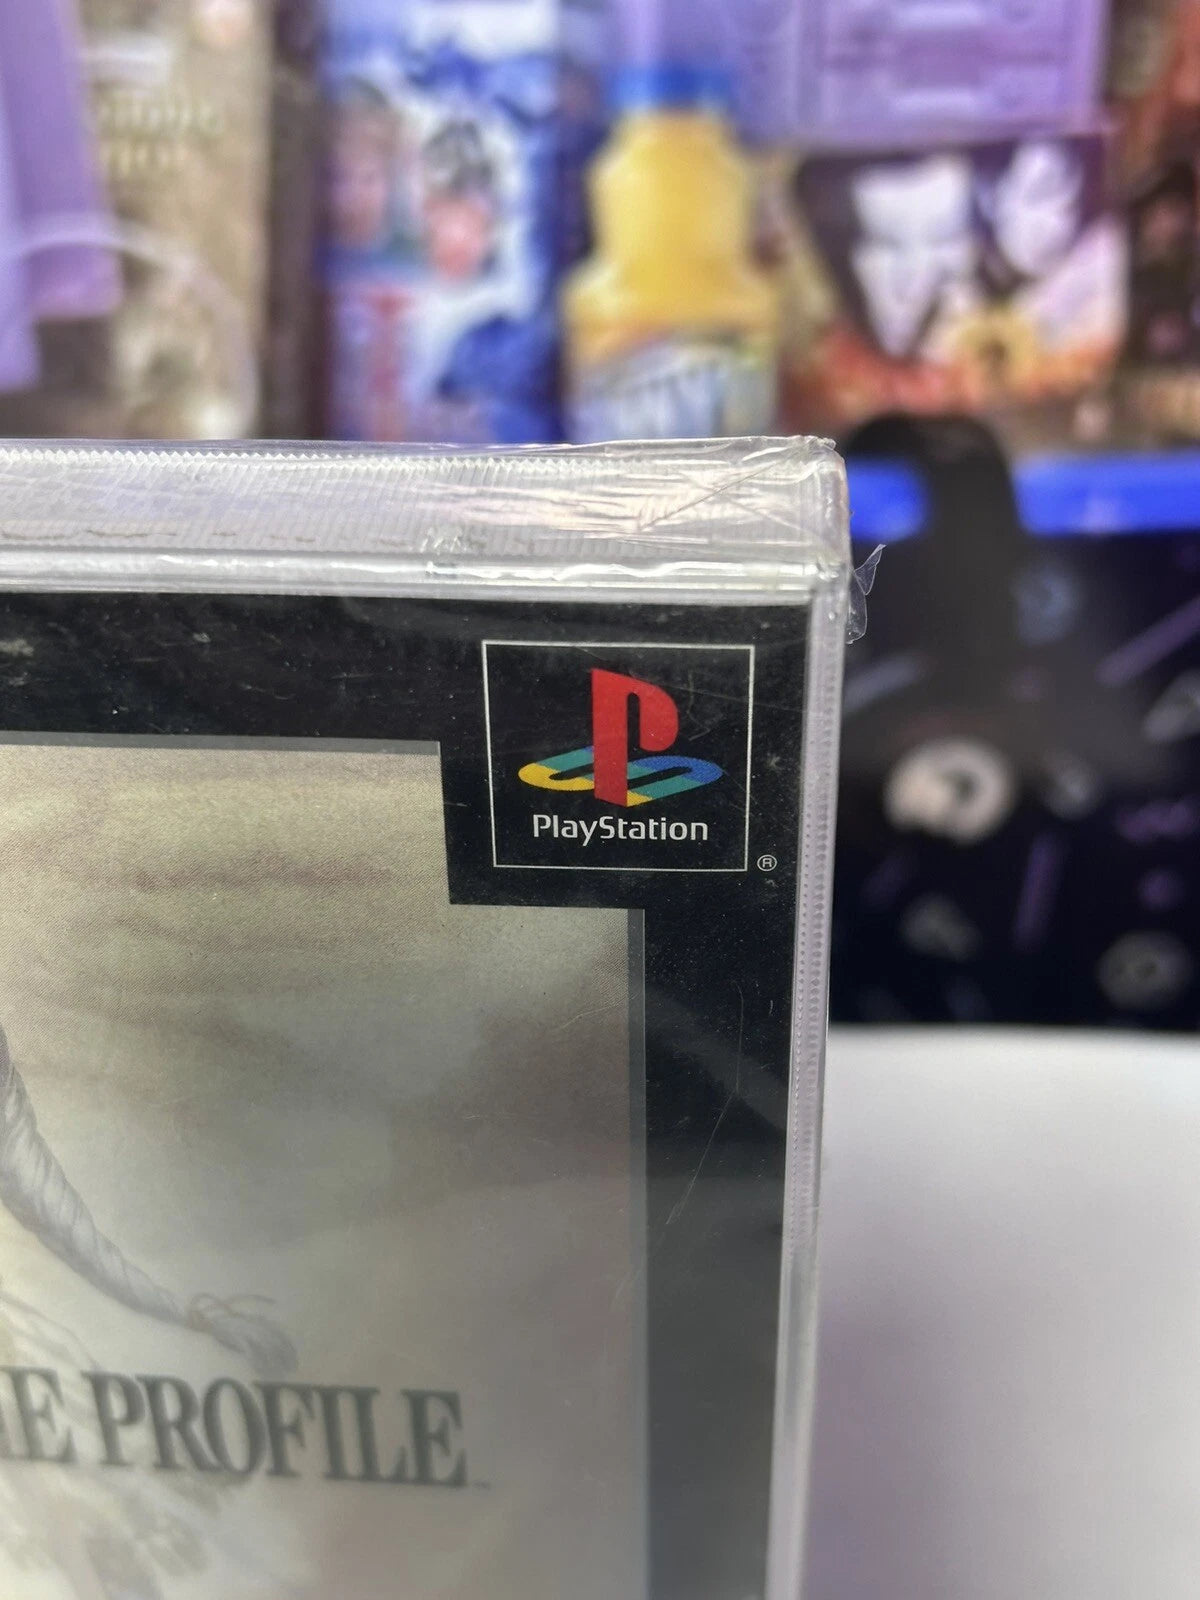 PlayStation
®
E PROFILE